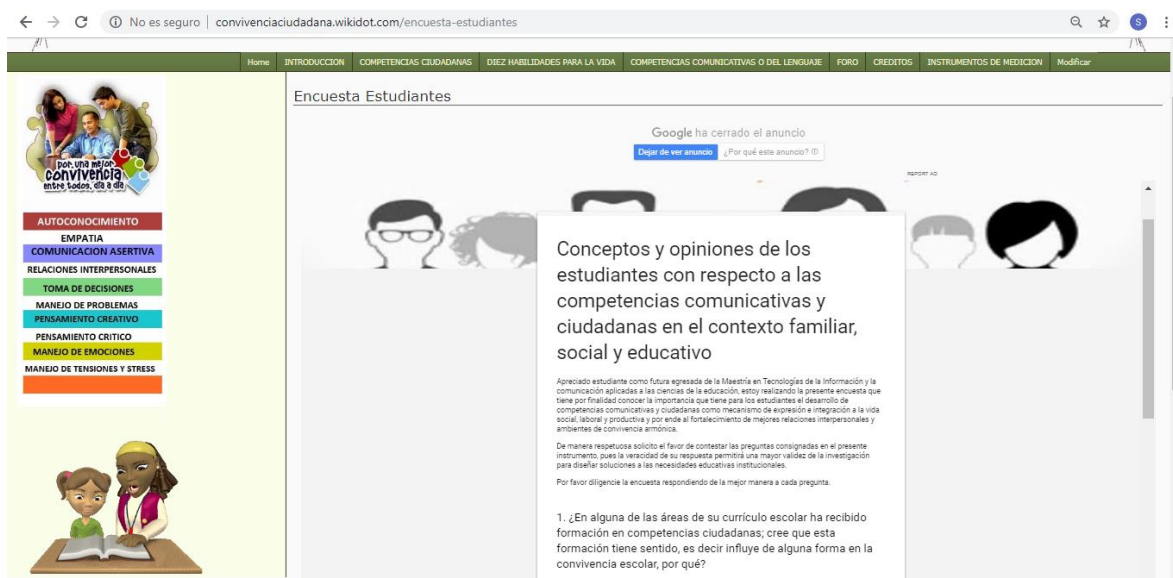 No es seguro | convivenciaciudadana.wikidot.com/encuesta-estudiantes
S
Home INTRODUCCION COMPETENCIAS CIUDADANAS DIEZ HABILIDADES PARA LA VIDA COMPETENCIAS COMUNICATIVAS O DEL LENGUAJE FORO CREDITOS INSTRUMENTOS DE MEDICION Modificar
por una mejor
convivencia
entre todos, día a día
AUTOCONOCIMIENTO
EMPATIA
COMUNICACION ASERTIVA
RELACIONES INTERPERSONALES
TOMA DE DECISIONES
MANEJO DE PROBLEMAS
PENSAMIENTO CREATIVO
PENSAMIENTO CRITICO
MANEJO DE EMOCIONES
MANEJO DE TENSIONES Y STRESS
Encuesta Estudiantes
Google ha cerrado el anuncio
Dejar de ver anuncio ¿Por qué este anuncio?
REPORT AD
Conceptos y opiniones de los
estudiantes con respecto a las
competencias comunicativas y
ciudadanas en el contexto familiar,
social y educativo
Apreciado estudiante como futura egresada de la Maestría en Tecnologías de la Información y la
comunicación aplicadas a las ciencias de la educación, estoy realizando la presente encuesta que
tiene por finalidad conocer la importancia que tiene para los estudiantes el desarrollo de
competencias comunicativas y ciudadanas como mecanismo de expresión e integración a la vida
social, laboral y productiva y por ende al fortalecimiento de mejores relaciones interpersonales y
ambientes de convivencia armónica.
De manera respetuosa solicito el favor de contestar las preguntas consignadas en el presente
instrumento, pues la veracidad de su respuesta permitirá una mayor validez de la investigación
para diseñar soluciones a las necesidades educativas institucionales.
Por favor diligencie la encuesta respondiendo de la mejor manera a cada pregunta.
1. ¿En alguna de las áreas de su currículo escolar ha recibido
formación en competencias ciudadanas; cree que esta
formación tiene sentido, es decir influye de alguna forma en la
convivencia escolar, por qué?